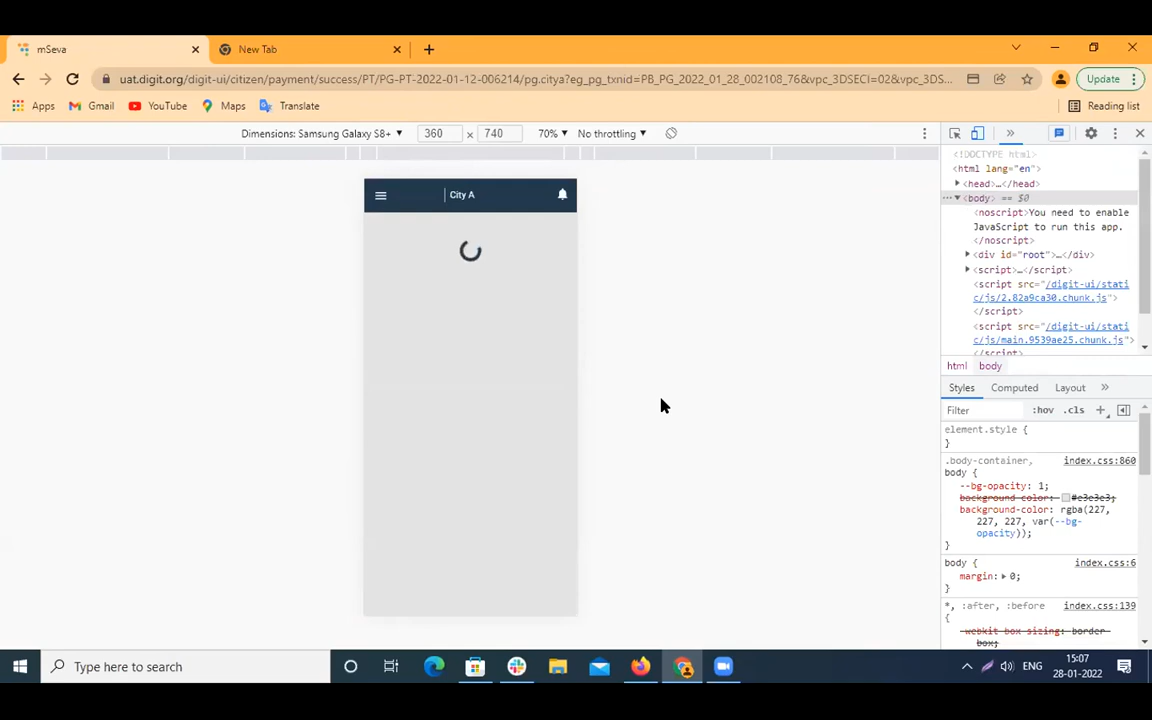 mSeva
New Tab
uat.digit.org/digit-ui/citizen/payment/success/PT/PG-PT-2022-01-12-006214/pg.citya?eg_pg_txnid=PB_PG_2022_01_28_002108_76&vpc_3DSECI=02&vpc_3DS...
Update
Apps
Gmail
YouTube
Maps
Translate
Reading list
Dimensions: Samsung Galaxy S8+
360 x 740
70%
No throttling
City A
<!DOCTYPE html>
<html lang="en">
<head>…</head>
<body> == $0
<noscript>You need to enable
JavaScript to run this app.
</noscript>
<div id="root">…</div>
<script>…</script>
<script src="/digit-ui/stati
c/js/2.82a9ca30.chunk.js">
</script>
<script src="/digit-ui/stati
c/js/main.9539ae25.chunk.js">
</script>
html body
Styles Computed Layout
Filter
:hov .cls
element.style {
}
.body-container, index.css:860
body {
--bg-opacity: 1;
background-color: #e3e3e3;
background-color: rgba(227,
227, 227, var(--bg-
opacity));
}
body { index.css:6
margin: 0;
}
*, :after, :before index.css:139
{
-webkit-box-sizing: border-
box;
Type here to search
ENG
15:07
28-01-2022